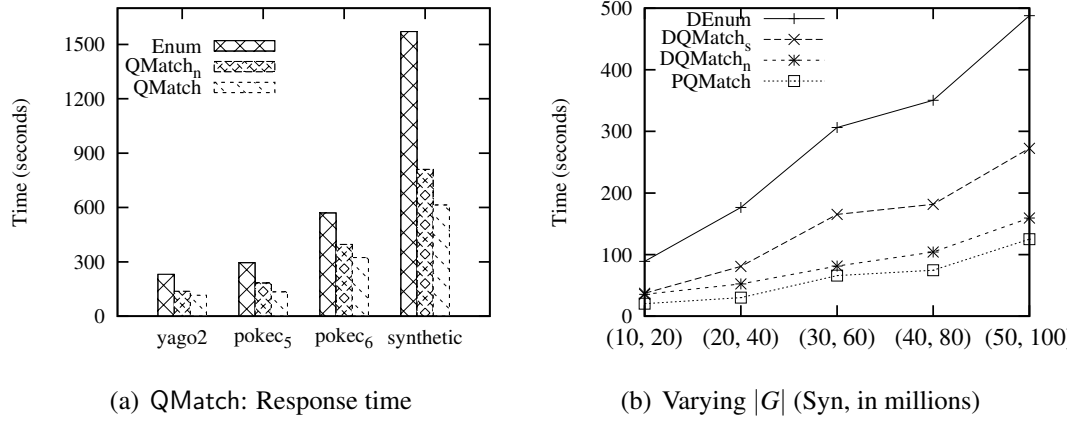 1500
1200
900
600
300
0
Time (seconds)
Enum
QMatchn
QMatch
yago2 pokec5 pokec6 synthetic
(a) QMatch: Response time
500
400
300
200
100
0
Time (seconds)
DEnum
DQMatchs
DQMatchn
PQMatch
(10, 20) (20, 40) (30, 60) (40, 80) (50, 100)
(b) Varying |G| (Syn, in millions)